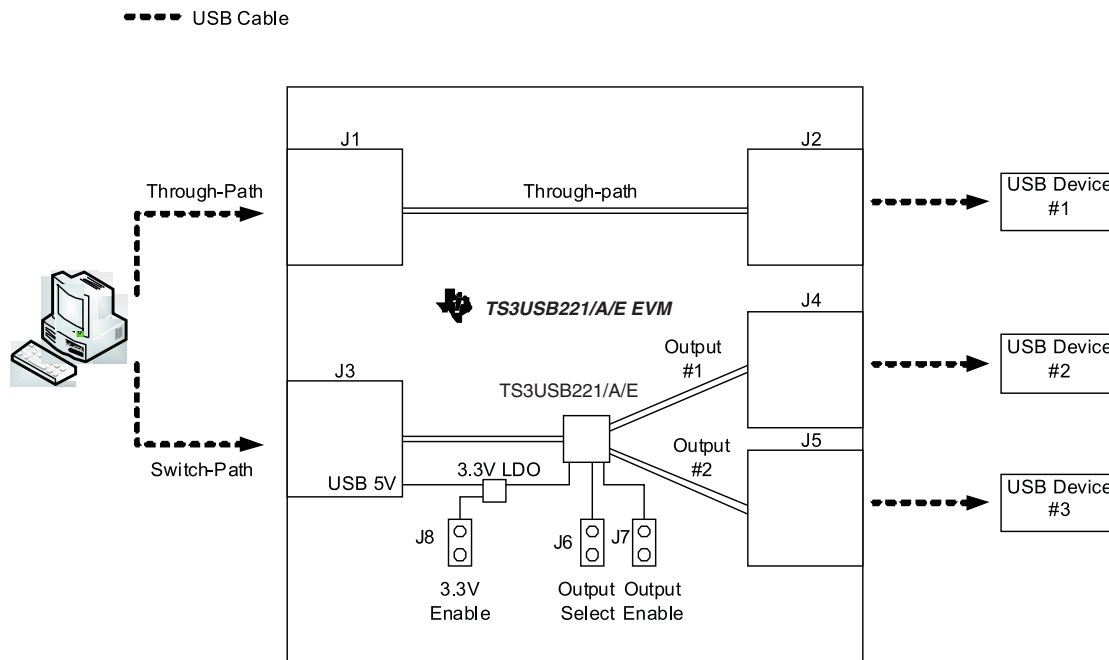 USB Cable
J1
J2
Through-Path
Through-path
USB Device
#1
TS3USB221/A/E EVM
J4
Output
#1
USB Device
#2
J3
TS3USB221/A/E
Output
#2
J5
Switch-Path
USB 5V
3.3V LDO
USB Device
#3
J8
J6
J7
3.3V
Enable
Output
Select
Output
Enable